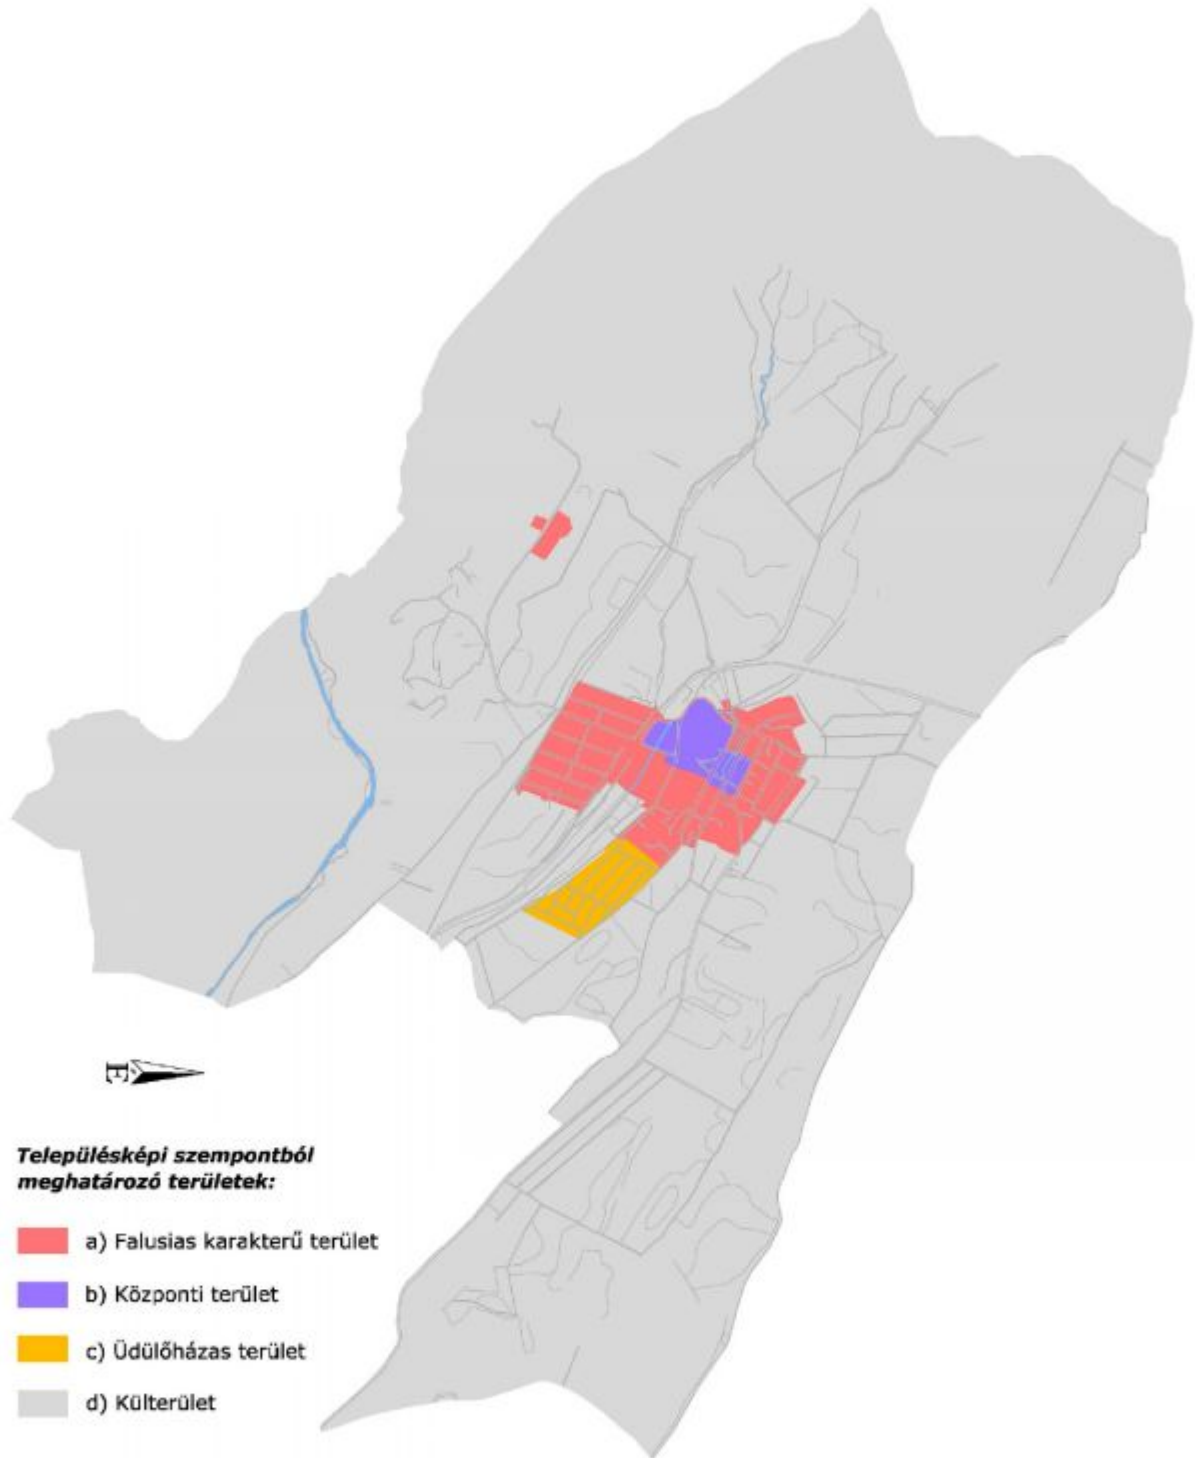 É
Településképi szempontból
meghatározó területek:
a) Falusias karakterű terület
b) Központi terület
c) Üdülőházas terület
d) Külterület